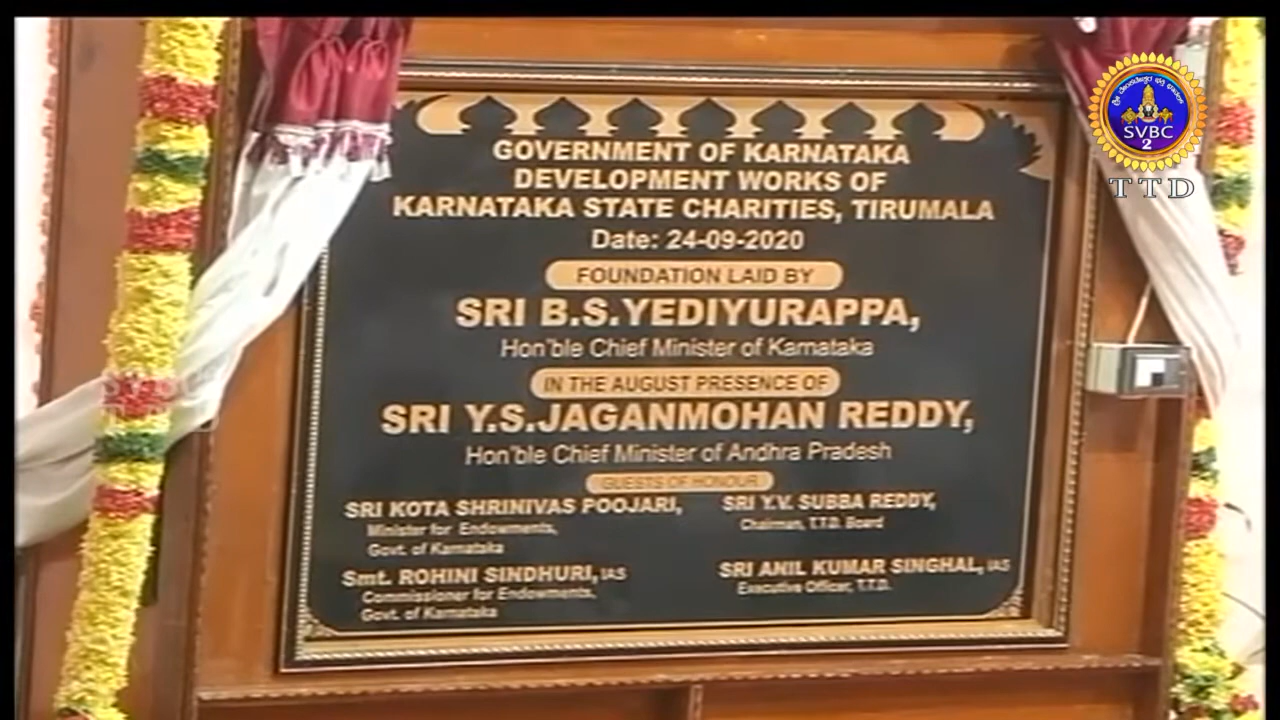 GOVERNMENT OF KARNATAKA
DEVELOPMENT WORKS OF
KARNATAKA STATE CHARITIES, TIRUMALA
Date: 24-09-2020
FOUNDATION LAID BY
SRI B.S.YEDIYURAPPA,
Hon'ble Chief Minister of Karnataka
IN THE AUGUST PRESENCE OF
SRI Y.S.JAGANMOHAN REDDY,
Hon'ble Chief Minister of Andhra Pradesh
GUESTS OF HONOUR
SRI KOTA SHRINIVAS POOJARI,
Minister for Endowments,
Govt. of Karnataka
SRI Y.V. SUBBA REDDY,
Chairman, T.T.D. Board
Smt. ROHINI SINDHURI, IAS
Commissioner for Endowments,
Govt. of Karnataka
SRI ANIL KUMAR SINGHAL, IAS
Executive Officer, T.T.D.
SVBC
2
TTD